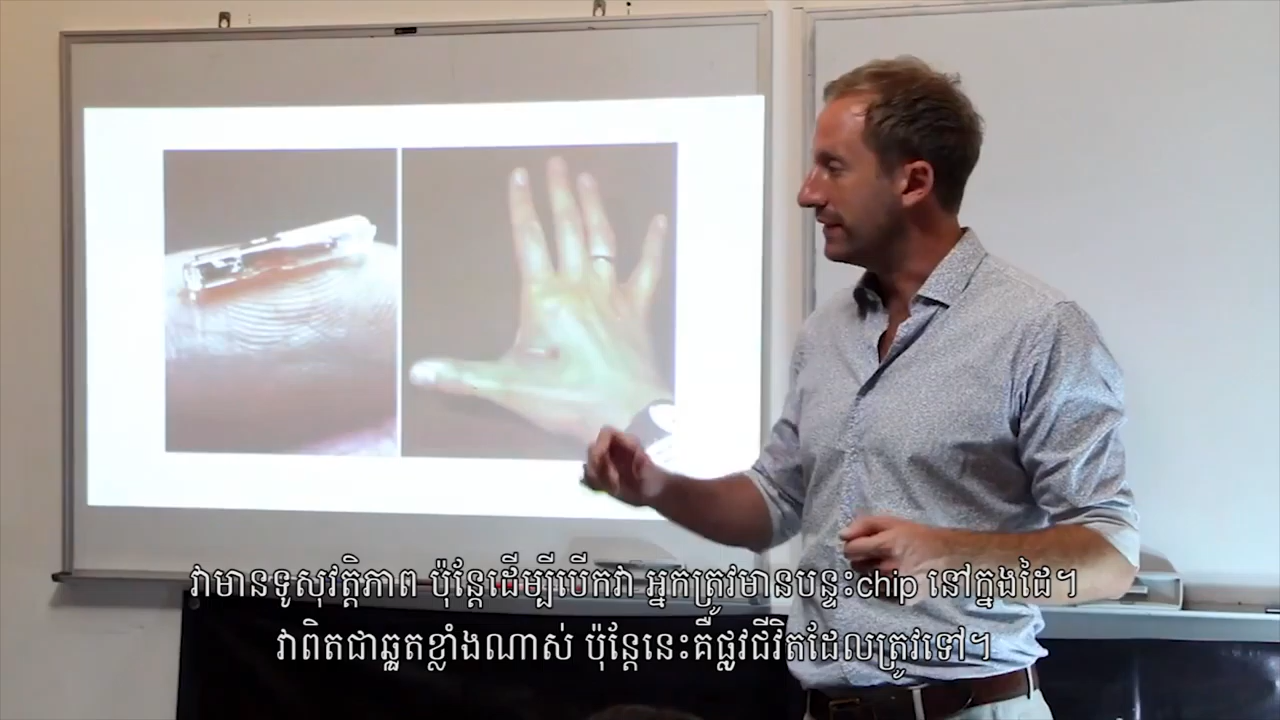 វាមានទូសុវត្តិភាព ប៉ុន្តែដើម្បីបើកវា អ្នកត្រូវមានបន្ទះchip នៅក្នុងដៃ។
វាពិតជាឆ្លួតខ្លាំងណាស់ ប៉ុន្តែនេះគឺផ្លូវជីវិតដែលត្រូវទៅ។